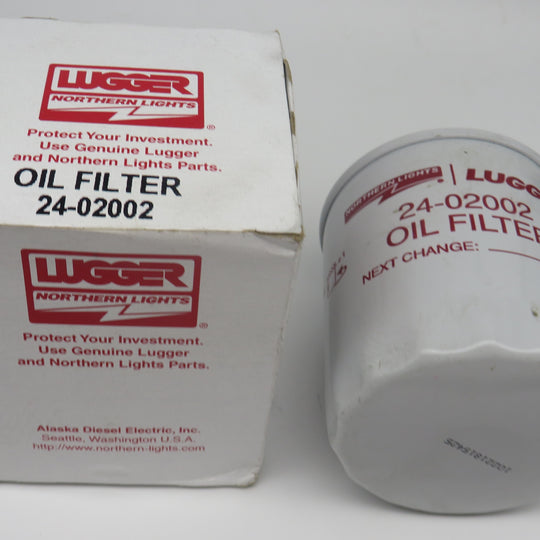 LUGGER
NORTHERN LIGHTS
®
Protect Your Investment.
Use Genuine Lugger
and Northern Lights Parts.
OIL FILTER
24-02002
LUGGER
NORTHERN LIGHTS
®
Protect Your Investment.
Use Genuine Lugger
and Northern Lights Parts.
Alaska Diesel Electric, Inc.
Seattle, Washington U.S.A.
http://www.northern-lights.com
NORTHERN LIGHTS | LUGGE
24-02002
OIL FILTE
NEXT CHANGE: